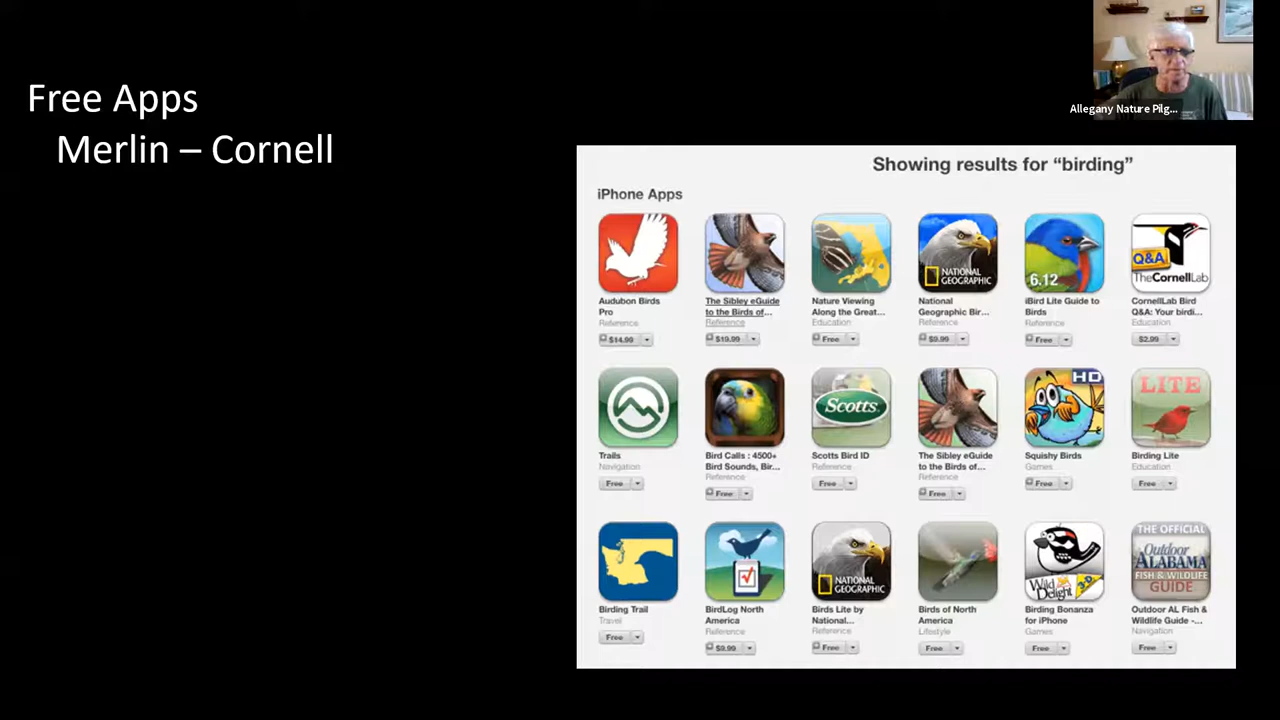 Free Apps
Merlin – Cornell
Allegany Nature Pilg...
Showing results for “birding”
iPhone Apps
NATIONAL
GEOGRAPHIC
6.12
Q&A
TheCornellLab
Audubon Birds
Pro
Reference
$14.99
The Sibley eGuide
to the Birds of...
Reference
$19.99
Nature Viewing
Along the Great...
Education
Free
National
Geographic Bir...
Reference
$9.99
iBird Lite Guide to
Birds
Reference
Free
CornellLab Bird
Q&A: Your birdi...
Education
$2.99
Scotts
HD
LITE
Trails
Navigation
Free
Bird Calls : 4500+
Bird Sounds, Bir...
Reference
Free
Scotts Bird ID
Reference
Free
The Sibley eGuide
to the Birds of...
Reference
Free
Squishy Birds
Games
Free
Birding Lite
Education
Free
NATIONAL
GEOGRAPHIC
Wild Delight
3-D
THE OFFICIAL
Outdoor
ALABAMA
FISH & WILDLIFE
GUIDE
Birding Trail
Travel
Free
BirdLog North
America
Reference
$9.99
Birds Lite by
National...
Reference
Free
Birds of North
America
Lifestyle
Free
Birding Bonanza
for iPhone
Games
Free
Outdoor AL Fish &
Wildlife Guide -...
Navigation
Free